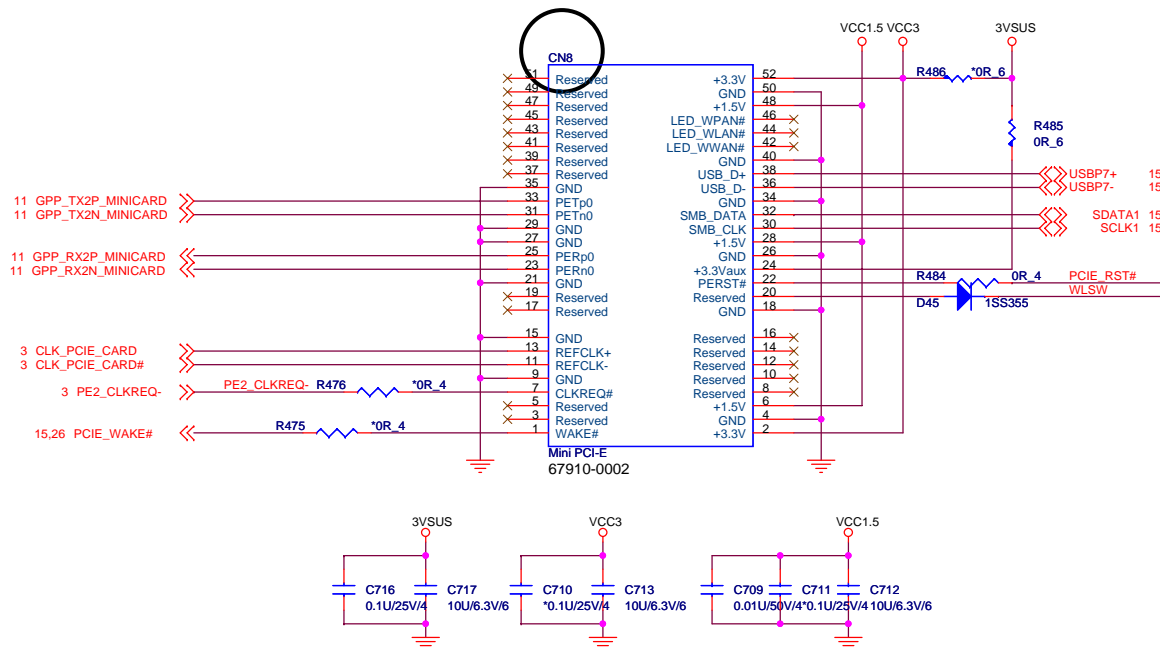 VCC1.5 VCC3 3VSUS
CN8
51 Reserved +3.3V 52 R486 *0R_6
49 Reserved GND 50
47 Reserved +1.5V 48
45 Reserved LED_WPAN# 46 R485
43 Reserved LED_WLAN# 44 0R_6
41 Reserved LED_WWAN# 42
39 Reserved GND 40
37 Reserved USB_D+ 38 USBP7+ 15
35 GND USB_D- 36 USBP7- 15
11 GPP_TX2P_MINICARD 33 PETp0 GND 34
11 GPP_TX2N_MINICARD 31 PETn0 SMB_DATA 32 SDATA1 15
29 GND SMB_CLK 30 SCLK1 15
27 GND +1.5V 28
11 GPP_RX2P_MINICARD 25 PERp0 GND 26
11 GPP_RX2N_MINICARD 23 PERn0 +3.3Vaux 24
21 GND PERST# 22 R484 0R_4 PCIE_RST#
19 Reserved Reserved 20 D45 1SS355 WLSW
17 Reserved GND 18
15 GND Reserved 16
3 CLK_PCIE_CARD 13 REFCLK+ Reserved 14
3 CLK_PCIE_CARD# 11 REFCLK- Reserved 12
9 GND Reserved 10
3 PE2_CLKREQ- PE2_CLKREQ- R476 *0R_4 7 CLKREQ# Reserved 8
5 Reserved +1.5V 6
3 Reserved GND 4
15,26 PCIE_WAKE# R475 *0R_4 1 WAKE# +3.3V 2
Mini PCI-E
67910-0002
3VSUS VCC3 VCC1.5
C716 C717 C710 C713 C709 C711 C712
0.1U/25V/4 10U/6.3V/6 *0.1U/25V/4 10U/6.3V/6 0.01U/50V/4 *0.1U/25V/4 10U/6.3V/6